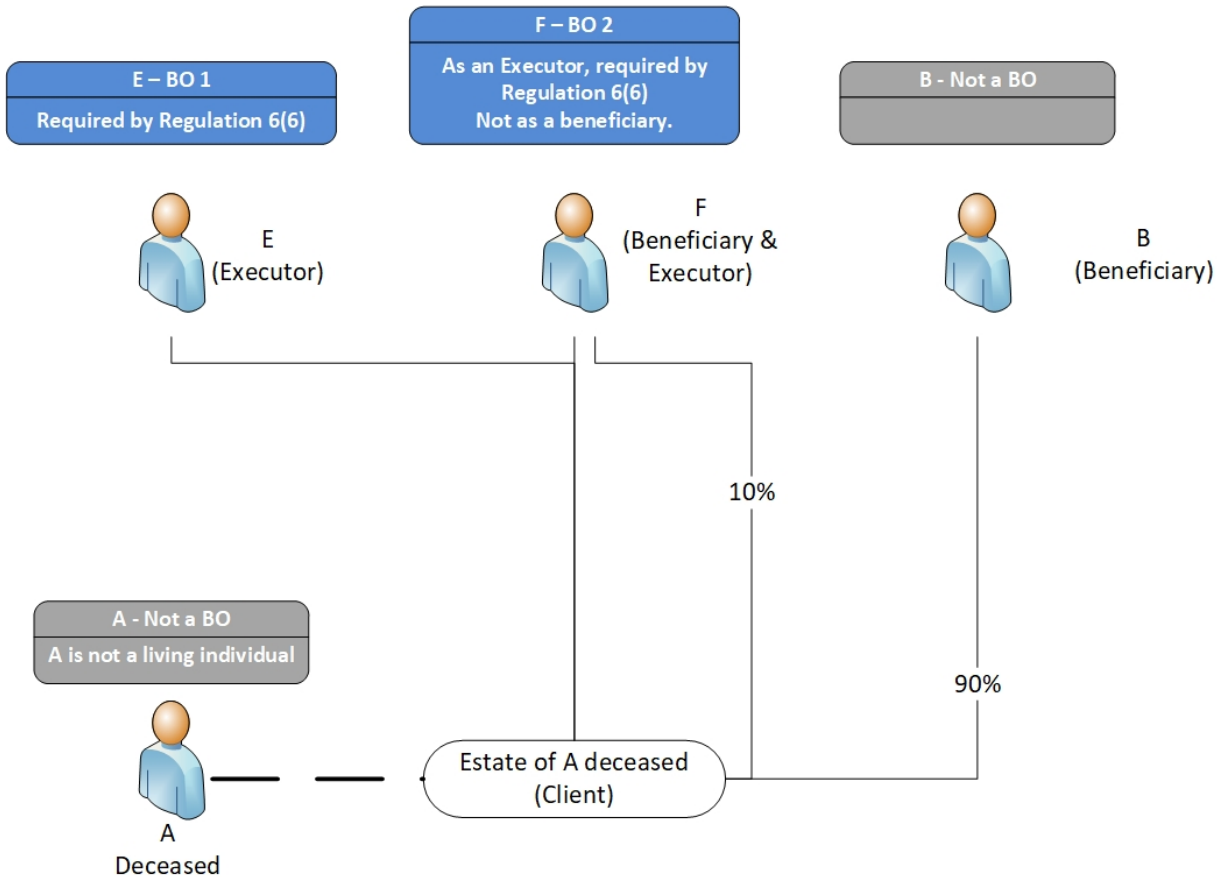 F – BO 2
As an Executor, required by
Regulation 6(6)
Not as a beneficiary.
E – BO 1
Required by Regulation 6(6)
B - Not a BO
E
(Executor)
F
(Beneficiary &
Executor)
B
(Beneficiary)
10%
90%
A - Not a BO
A is not a living individual
Estate of A deceased
(Client)
A
Deceased